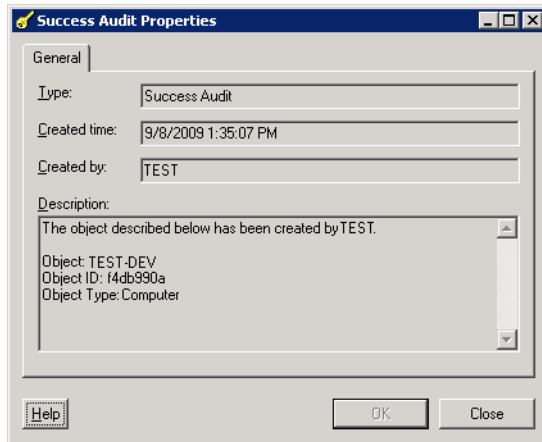 Success Audit Properties
General
Type: Success Audit
Created time: 9/8/2009 1:35:07 PM
Created by: TEST
Description:
The object described below has been created by TEST.
Object: TEST-DEV
Object ID: f4db990a
Object Type: Computer
Help OK Close